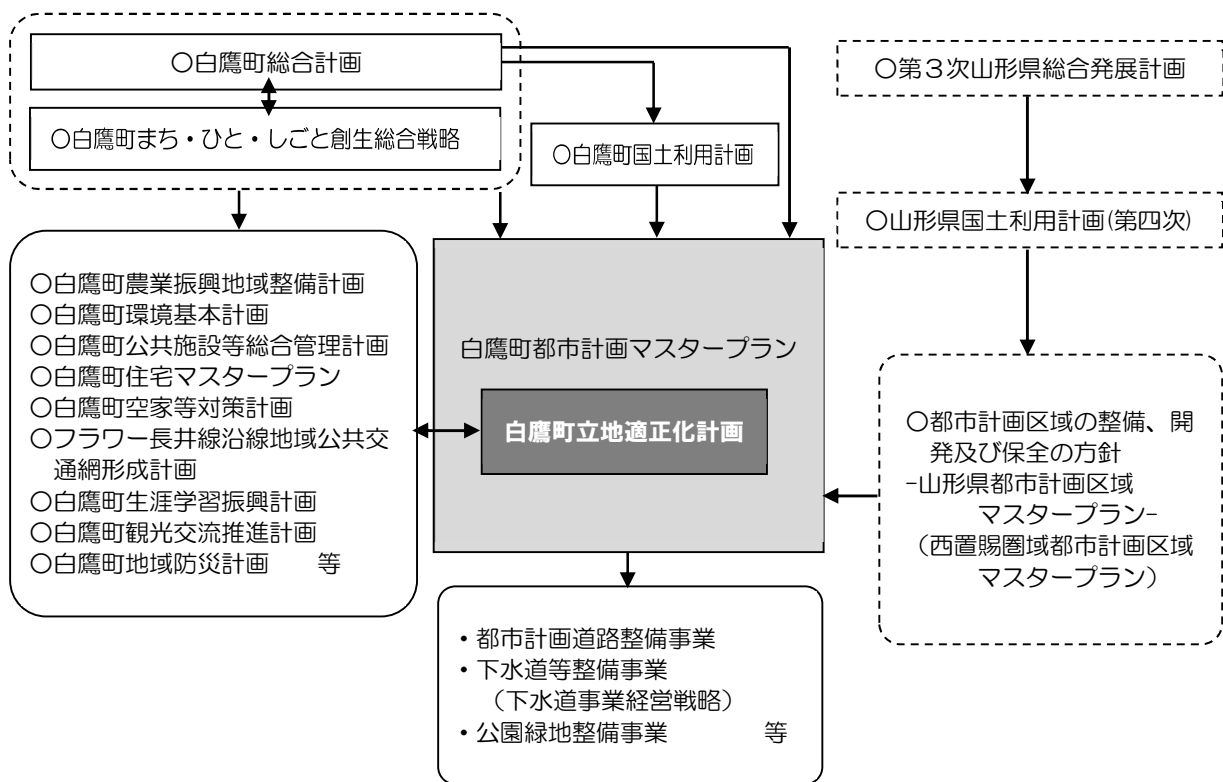 ○白鷹町総合計画
○白鷹町まち・ひと・しごと創生総合戦略
○白鷹町国土利用計画
○第3次山形県総合発展計画
○山形県国土利用計画(第四次)
○白鷹町農業振興地域整備計画
○白鷹町環境基本計画
○白鷹町公共施設等総合管理計画
○白鷹町住宅マスタープラン
○白鷹町空家等対策計画
○フラワー長井線沿線地域公共交
通網形成計画
○白鷹町生涯学習振興計画
○白鷹町観光交流推進計画
○白鷹町地域防災計画　等
白鷹町都市計画マスタープラン
白鷹町立地適正化計画
○都市計画区域の整備、開
発及び保全の方針
-山形県都市計画区域
マスタープラン-
（西置賜圏域都市計画区域
マスタープラン）
・都市計画道路整備事業
・下水道等整備事業
（下水道事業経営戦略）
・公園緑地整備事業　等